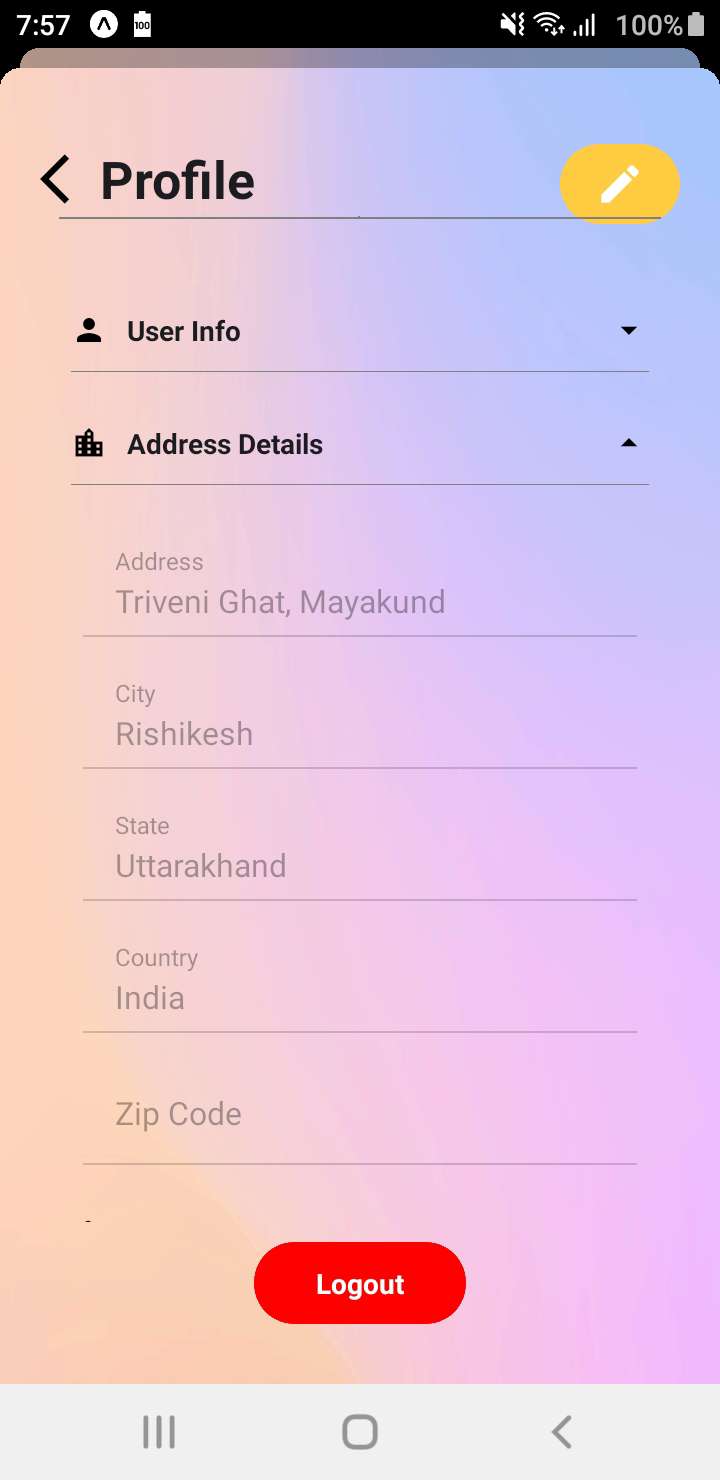 7:57
100
100%
Profile
User Info
Address Details
Address
Triveni Ghat, Mayakund
City
Rishikesh
State
Uttarakhand
Country
India
Zip Code
Logout